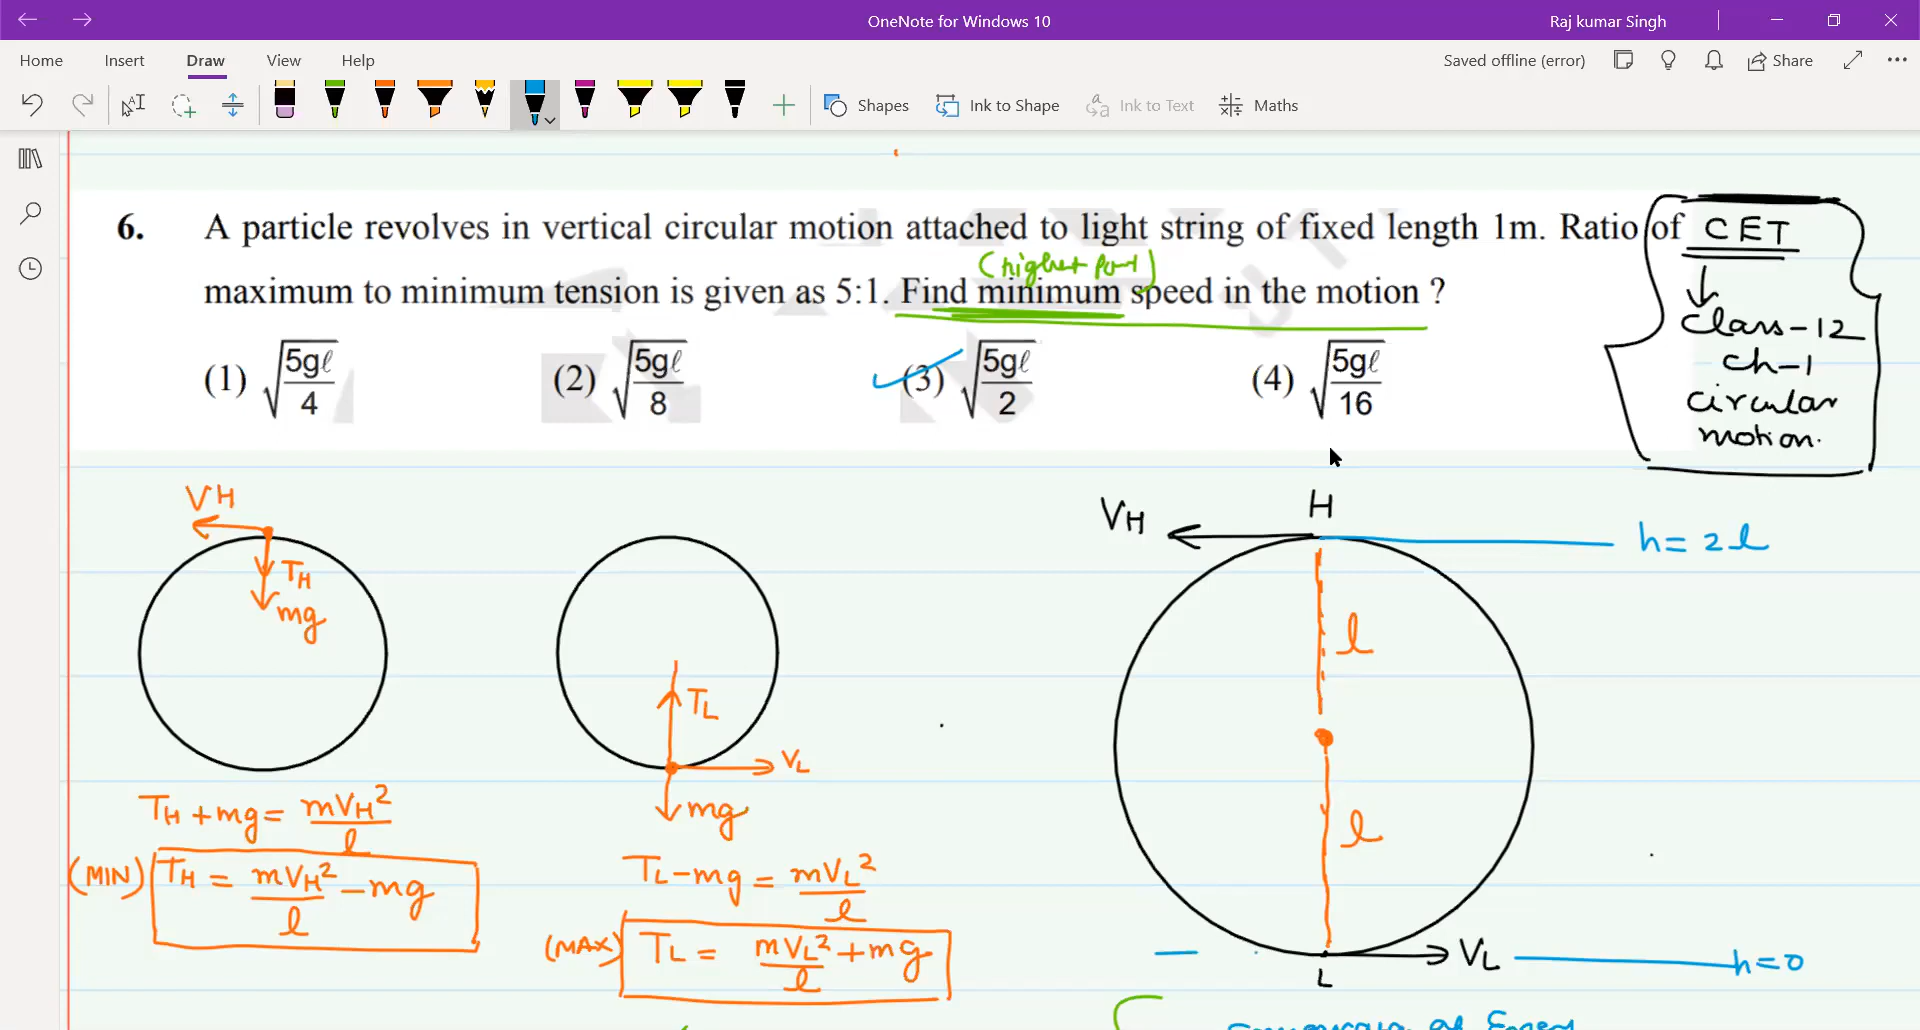 OneNote for Windows 10
Raj kumar Singh
Home Insert Draw View Help
Saved offline (error) Share
Shapes Ink to Shape Ink to Text Maths
6. A particle revolves in vertical circular motion attached to light string of fixed length 1m. Ratio of
(highest
maximum to minimum tension is given as 5:1. Find minimum speed in the motion ?
(1) √5gℓ/4 (2) √5gℓ/8 (3) √5gℓ/2 (4) √5gℓ/16
CET
↓
class-12
ch-1
circular
motion.
VH
TH
mg
TH + mg = mVH²/l
(MIN) TH = mVH²/l - mg
TL
VL
mg
TL - mg = mVL²/l
(MAX) TL = mVL²/l + mg
H
VH
h = 2l
l
l
VL
h=0
L